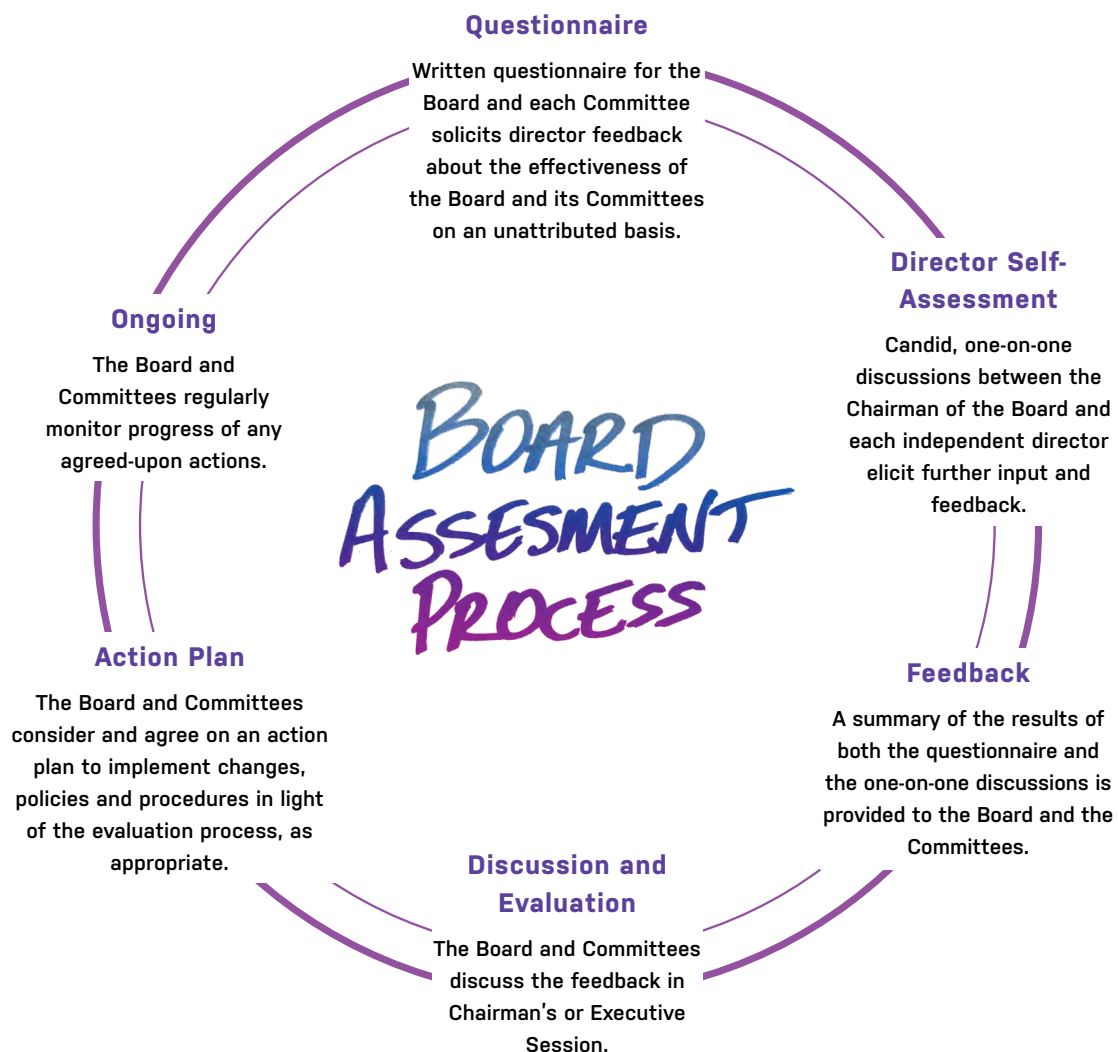 Questionnaire
Written questionnaire for the
Board and each Committee
solicits director feedback
about the effectiveness of
the Board and its Committees
on an unattributed basis.
Director Self-
Assessment
Candid, one-on-one
discussions between the
Chairman of the Board and
each independent director
elicit further input and
feedback.
Feedback
A summary of the results of
both the questionnaire and
the one-on-one discussions is
provided to the Board and the
Committees.
Discussion and
Evaluation
The Board and Committees
discuss the feedback in
Chairman's or Executive
Session.
Action Plan
The Board and Committees
consider and agree on an action
plan to implement changes,
policies and procedures in light
of the evaluation process, as
appropriate.
Ongoing
The Board and
Committees regularly
monitor progress of any
agreed-upon actions.
BOARD
ASSESMENT
PROCESS